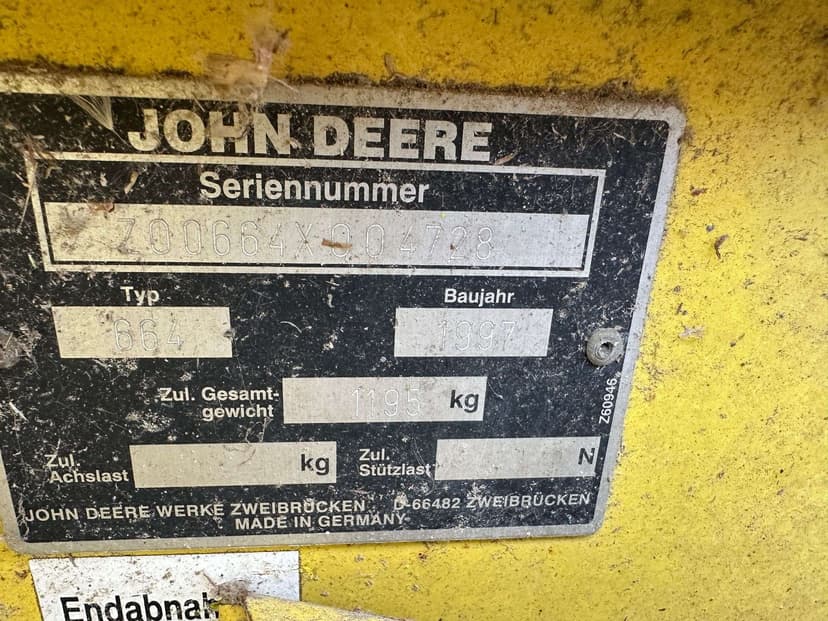 JOHN DEERE
Seriennummer
Z00664X004728
Typ
Baujahr
664
1997
Zul. Gesamt-
gewicht
1195 kg
Z60946
Zul.
Achslast
kg
Zul.
Stützlast
N
JOHN DEERE WERKE ZWEIBRÜCKEN D-66482 ZWEIBRÜCKEN
MADE IN GERMANY
Endabnah